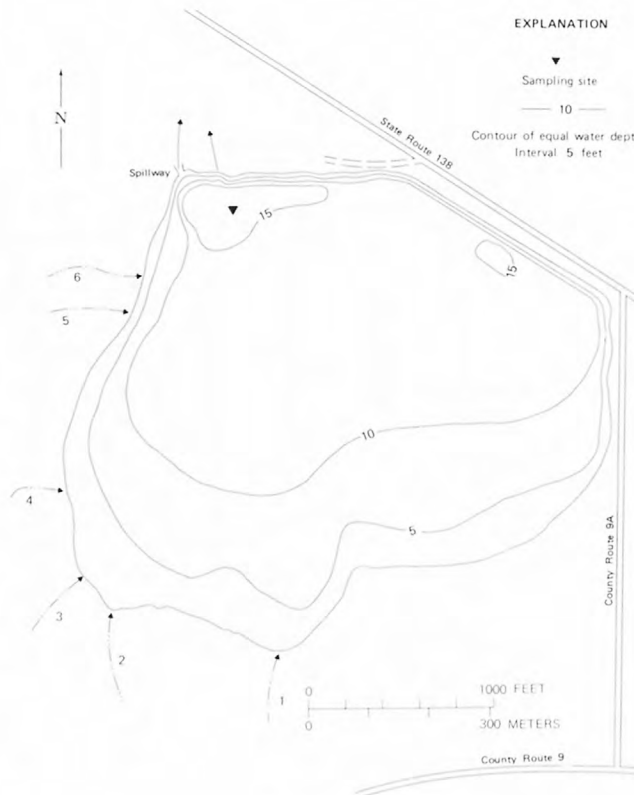 EXPLANATION
Sampling site
10
Contour of equal water dept
Interval 5 feet
N
State Route 138
Spillway
15
15
6
5
10
4
5
County Route 9A
3
2
1
0 1000 FEET
0 300 METERS
County Route 9